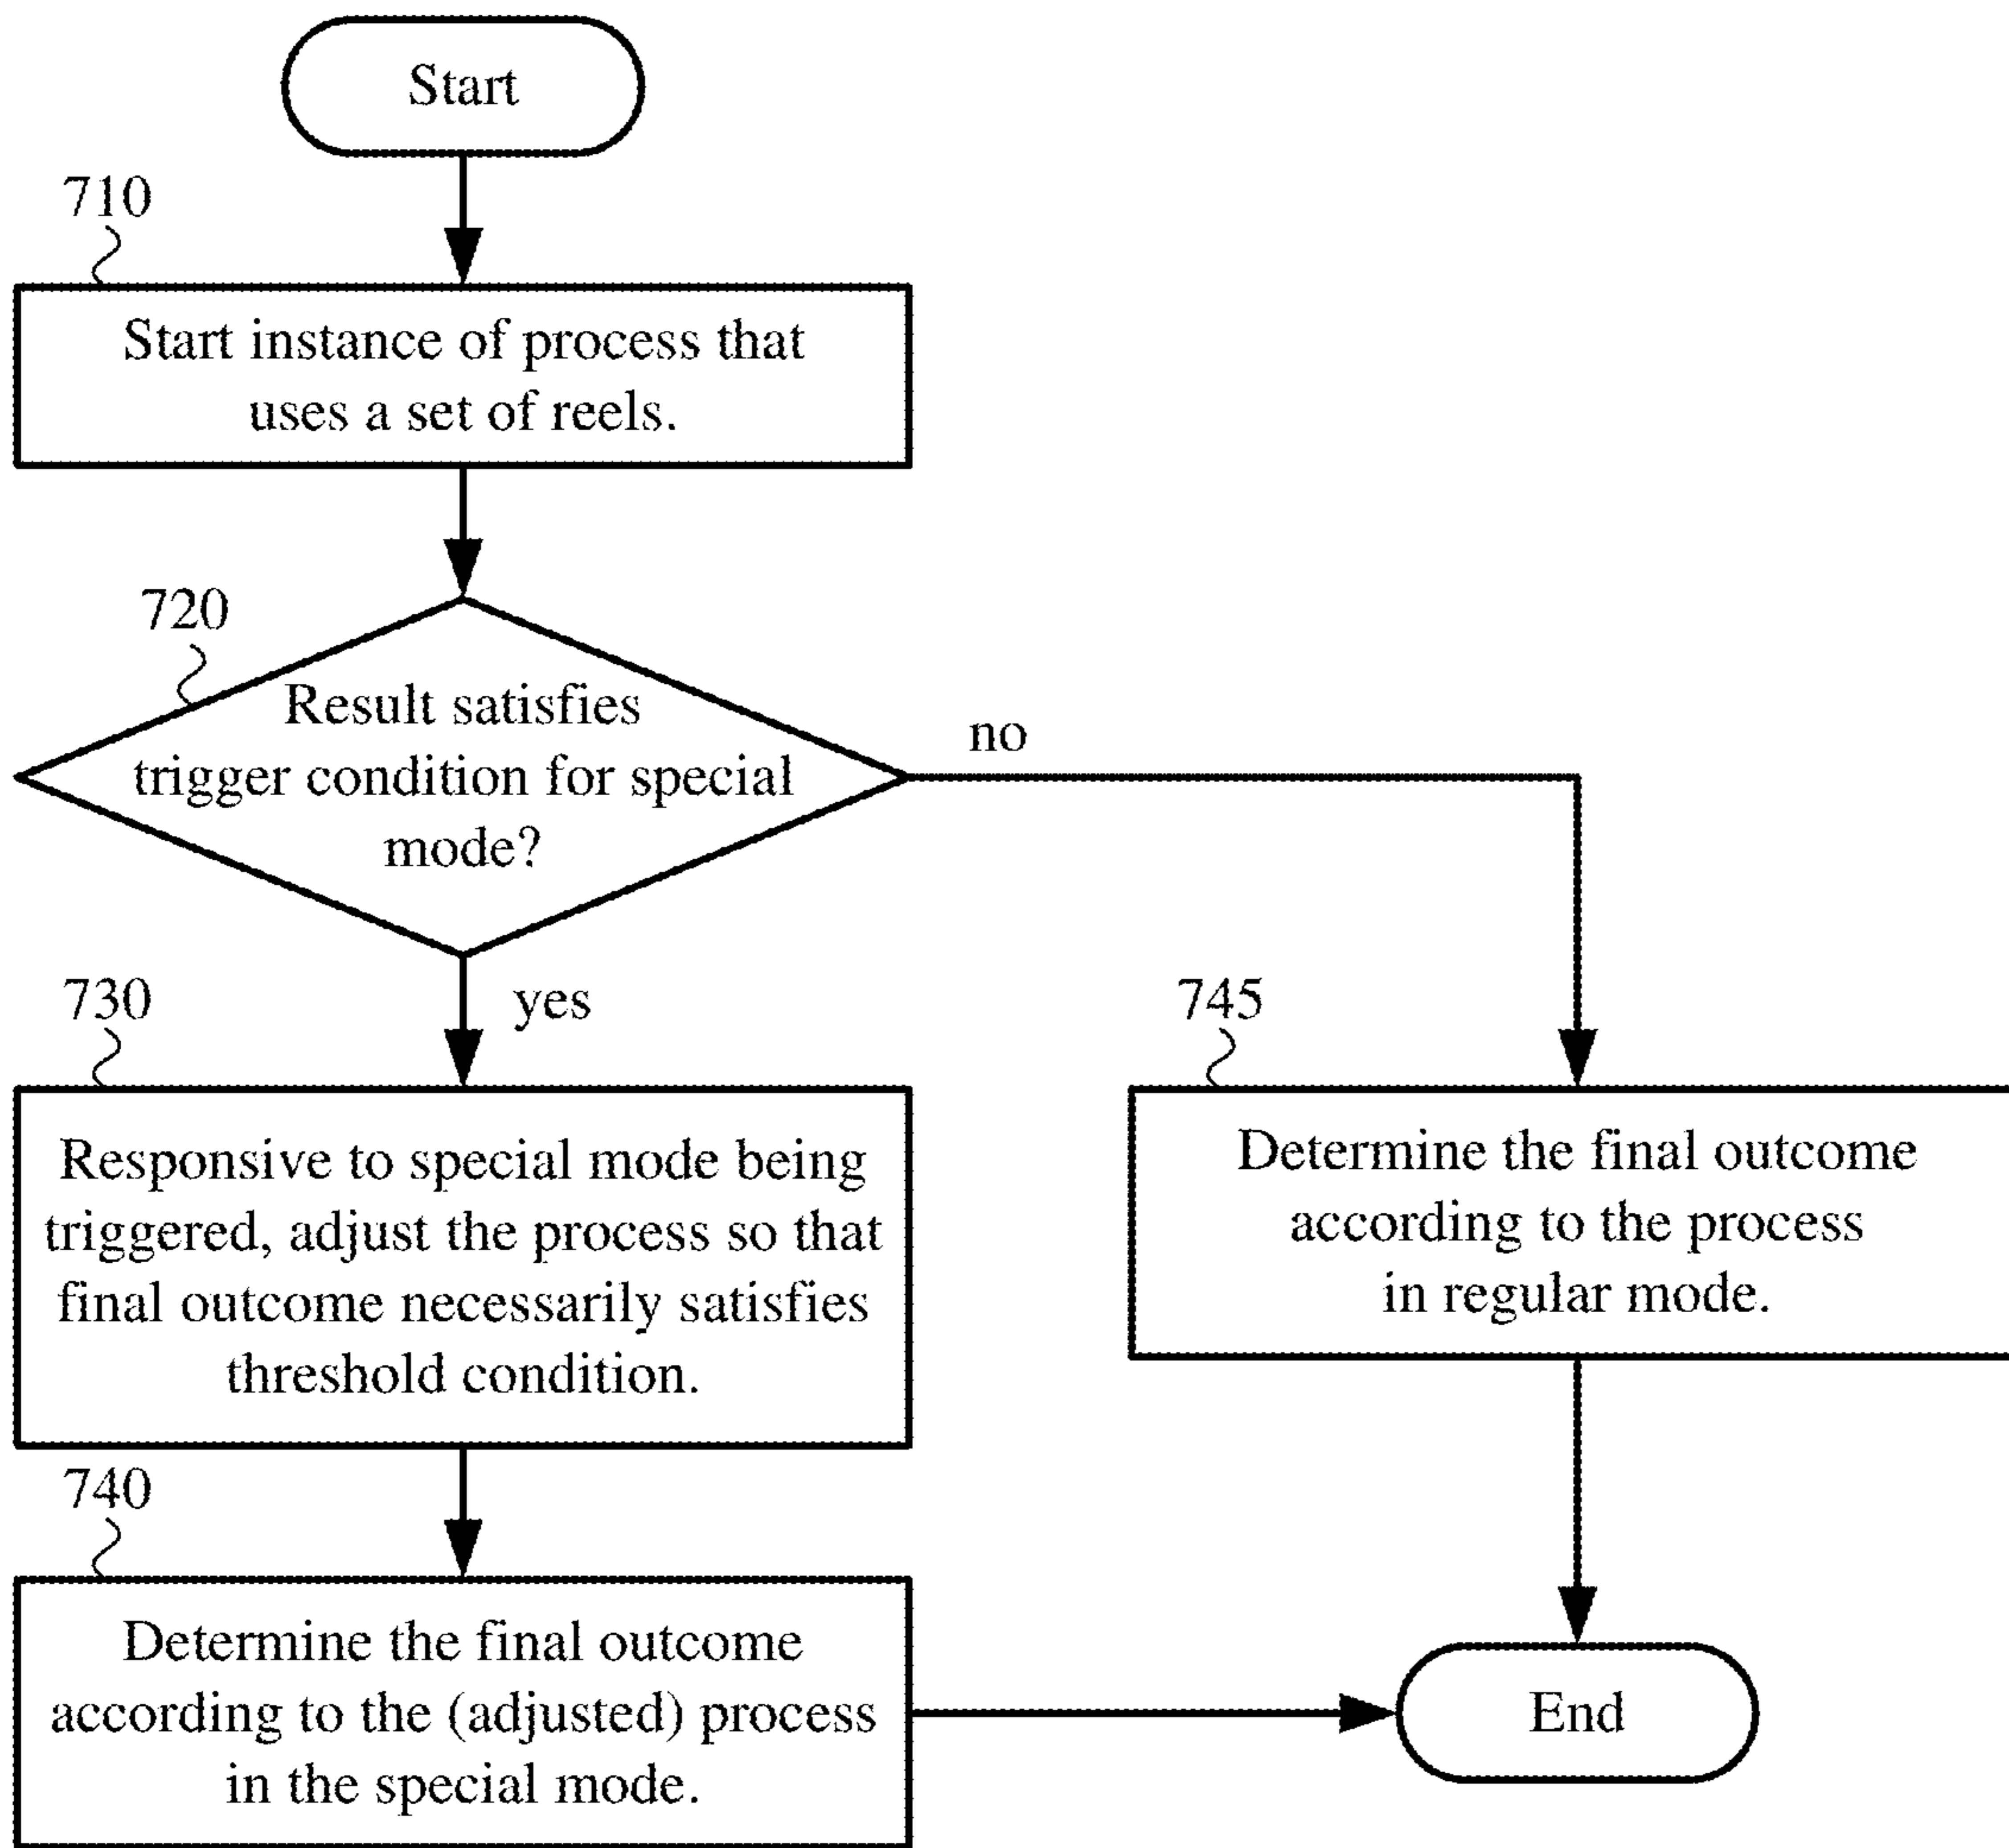 Start
710
Start instance of process that
uses a set of reels.
720
Result satisfies
trigger condition for special
mode?
no
yes
730
Responsive to special mode being
triggered, adjust the process so that
final outcome necessarily satisfies
threshold condition.
745
Determine the final outcome
according to the process
in regular mode.
740
Determine the final outcome
according to the (adjusted) process
in the special mode.
End